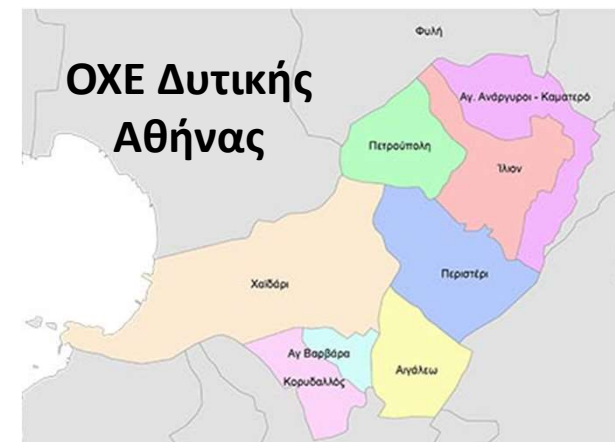 ΟΧΕ Δυτικής
Αθήνας
Φυλή
Αγ. Ανάργυροι - Καματερό
Πετρούπολη
Ίλιον
Περιστέρι
Χαϊδάρι
Αγ Βαρβάρα
Αιγάλεω
Κορυδαλλός